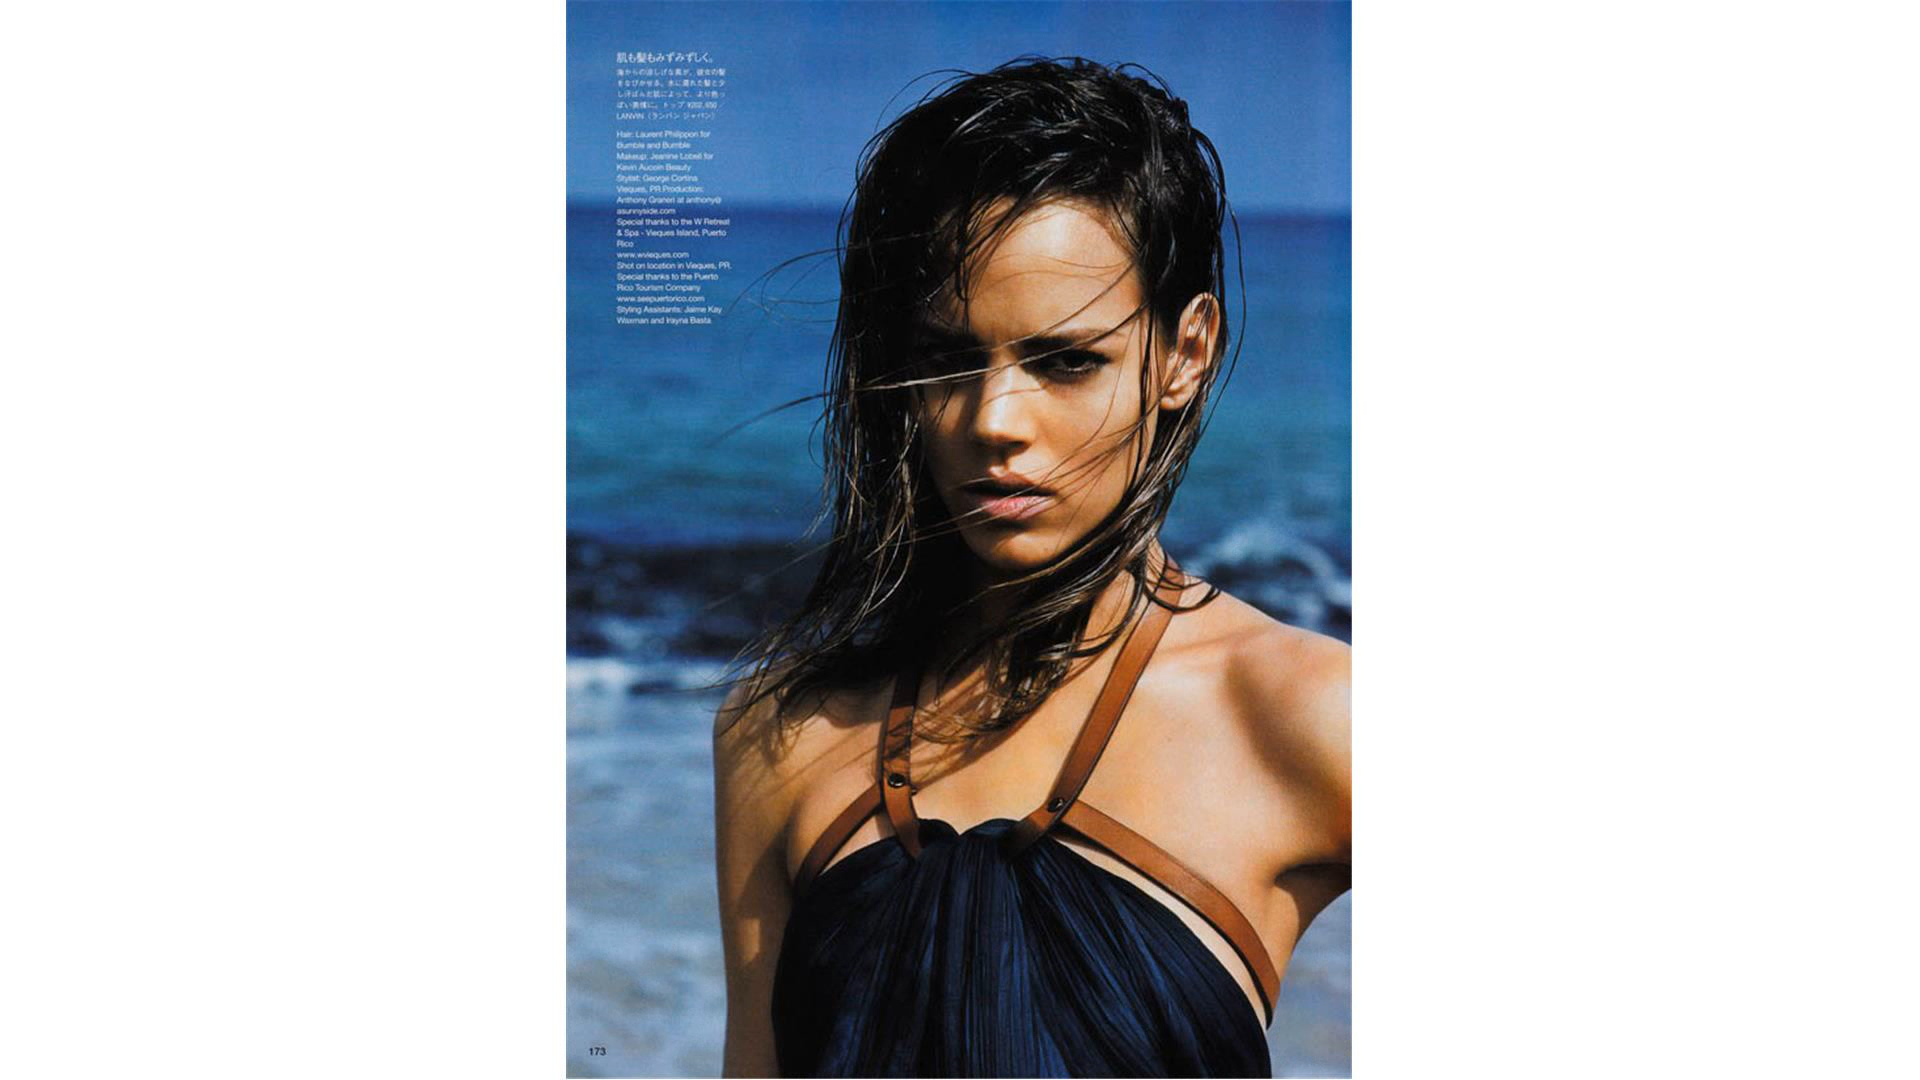 肌も髪もみずみずしく。
海からの涼しげな風が、彼女の髪
をなびかせる。水に濡れた髪と少
し汗ばんだ肌によって、より色っ
ぽい表情に。トップ ¥202,650/
LANVIN（ランバン ジャパン）
Hair: Laurent Philippon for
Bumble and Bumble
Makeup: Jeanine Lobell for
Kevin Aucoin Beauty
Stylist: George Cortina
Vieques, PR Production:
Anthony Graneri at anthony@
asunnyside.com
Special thanks to the W Retreat
& Spa - Vieques Island, Puerto
Rico
www.wvieques.com
Shot on location in Vieques, PR.
Special thanks to the Puerto
Rico Tourism Company
www.seepuertorico.com
Styling Assistants: Jaime Kay
Waxman and Irayna Basta
173